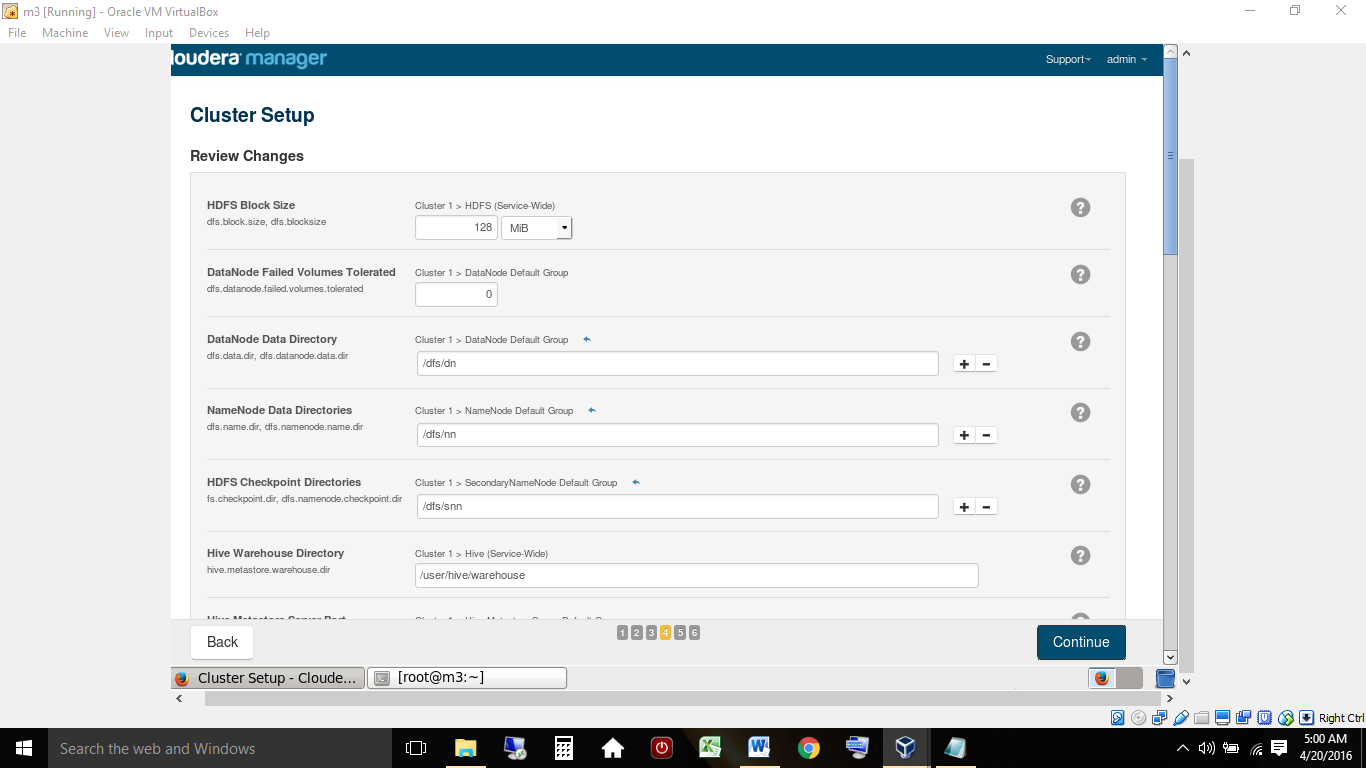 m3 [Running] - Oracle VM VirtualBox
File Machine View Input Devices Help
loudera manager
Support admin
Cluster Setup
Review Changes
HDFS Block Size
dfs.block.size, dfs.blocksize
Cluster 1 > HDFS (Service-Wide)
128 MiB
?
DataNode Failed Volumes Tolerated
dfs.datanode.failed.volumes.tolerated
Cluster 1 > DataNode Default Group
0
?
DataNode Data Directory
dfs.data.dir, dfs.datanode.data.dir
Cluster 1 > DataNode Default Group
/dfs/dn
+ -
?
NameNode Data Directories
dfs.name.dir, dfs.namenode.name.dir
Cluster 1 > NameNode Default Group
/dfs/nn
+ -
?
HDFS Checkpoint Directories
fs.checkpoint.dir, dfs.namenode.checkpoint.dir
Cluster 1 > SecondaryNameNode Default Group
/dfs/snn
+ -
?
Hive Warehouse Directory
hive.metastore.warehouse.dir
Cluster 1 > Hive (Service-Wide)
/user/hive/warehouse
?
Back
1 2 3 4 5 6
Continue
Cluster Setup - Cloude...
[root@m3:~]
Right Ctrl
Search the web and Windows
5:00 AM
4/20/2016